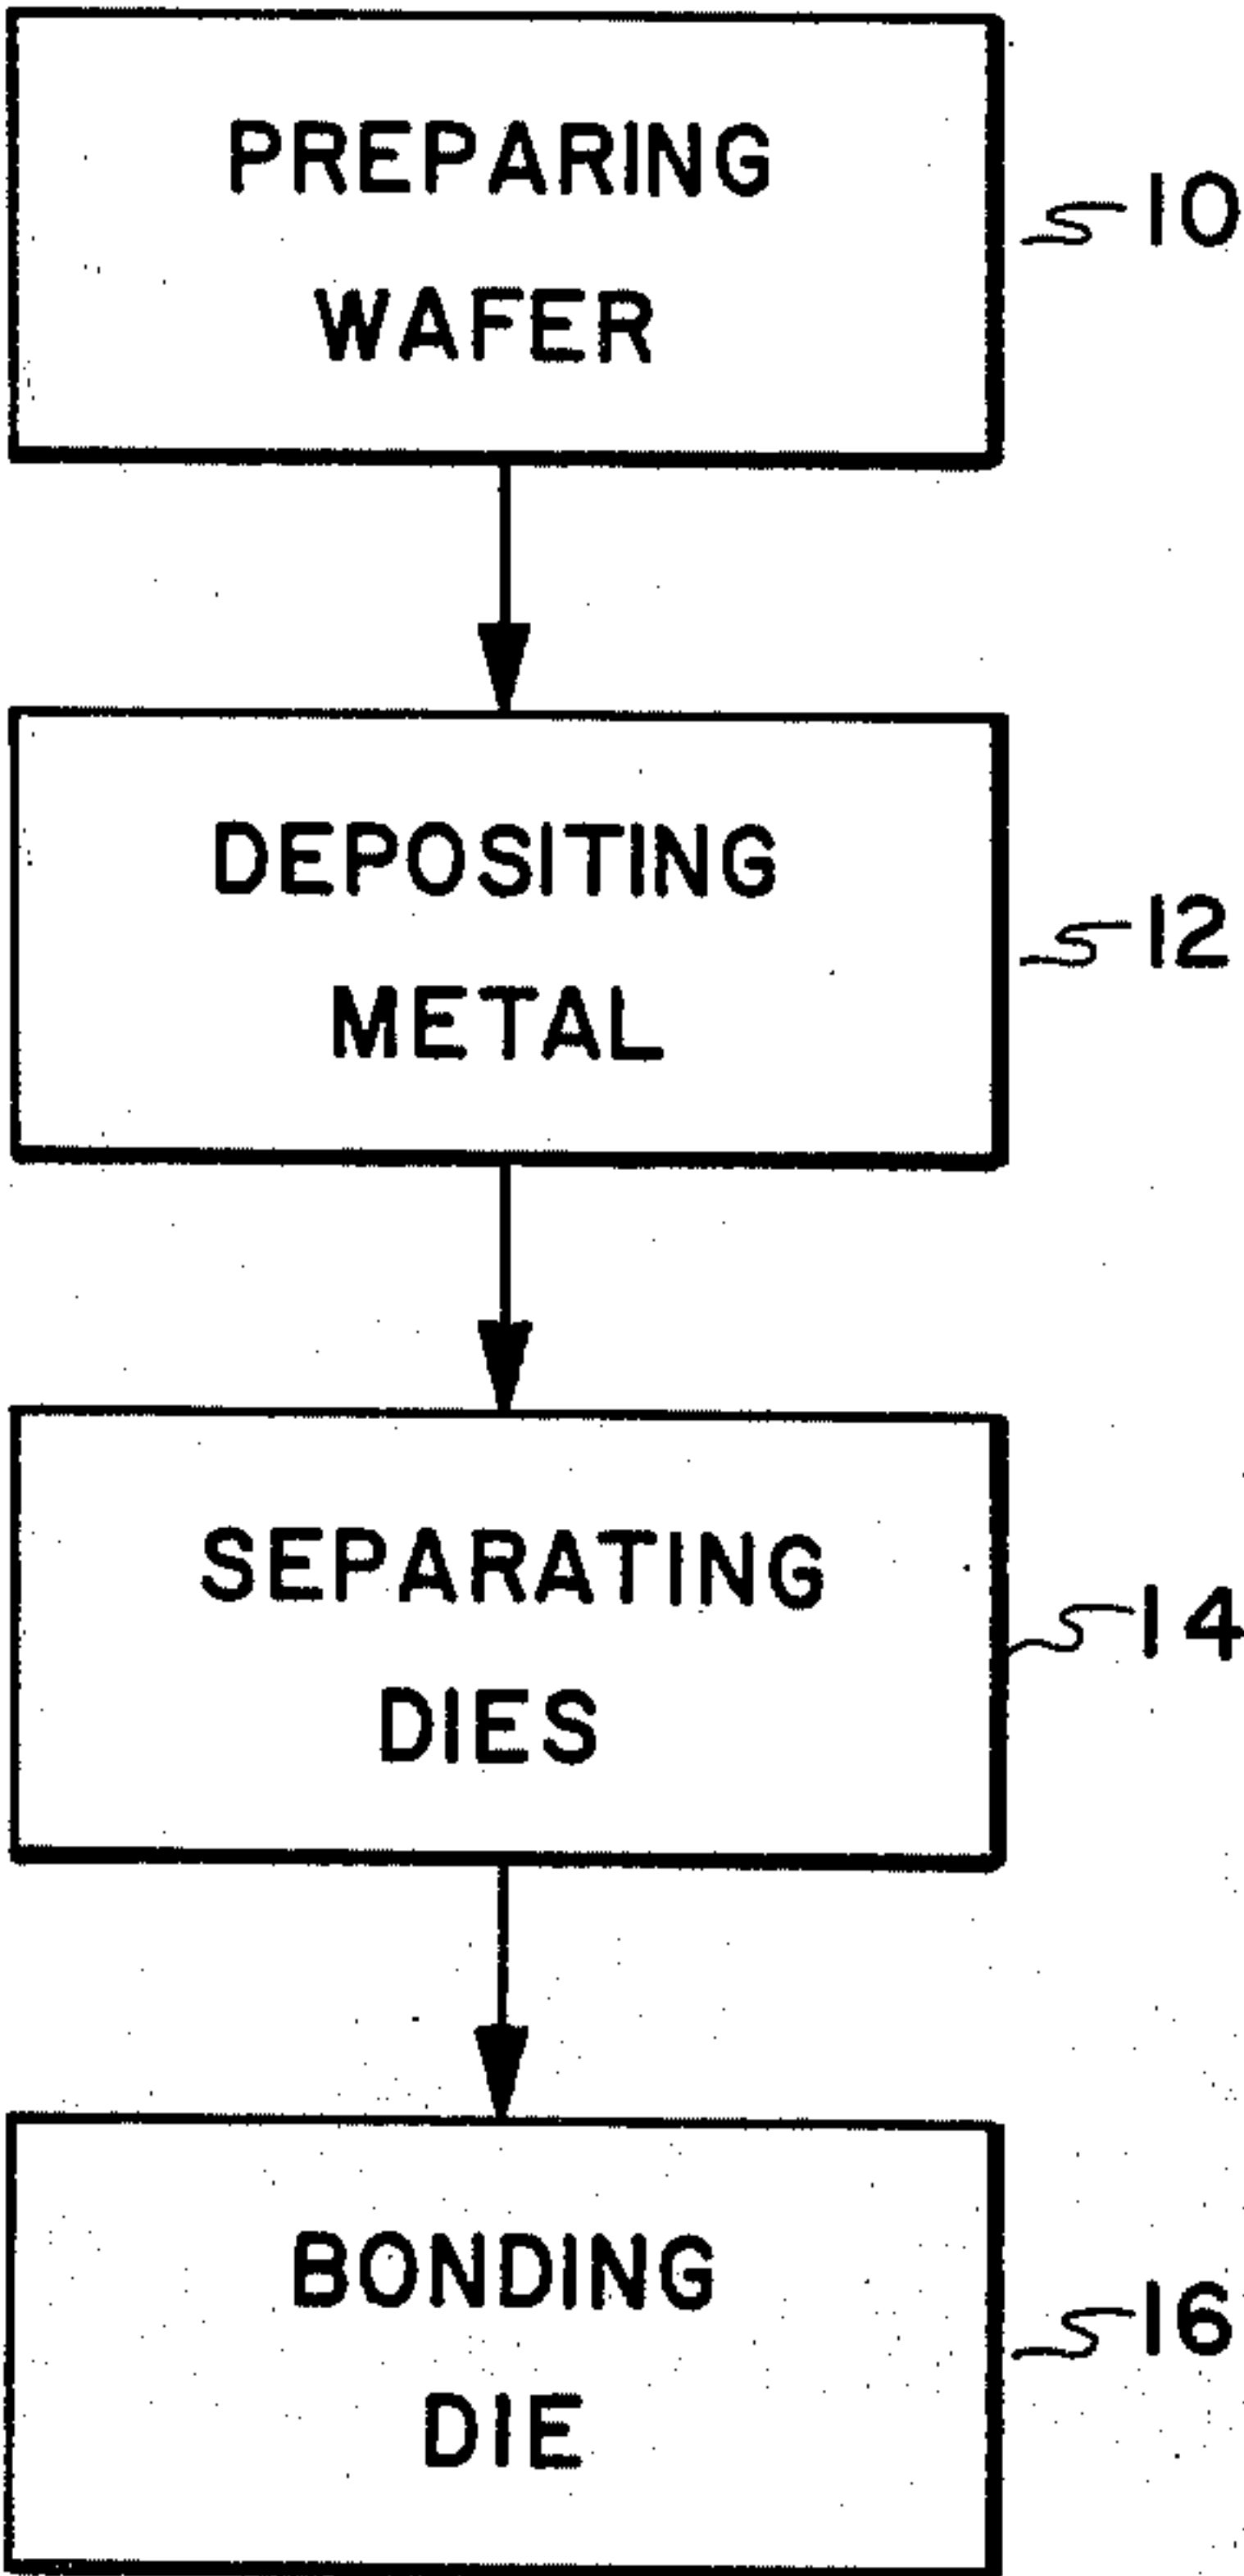 PREPARING
WAFER
10
DEPOSITING
METAL
12
SEPARATING
DIES
14
BONDING
DIE
16